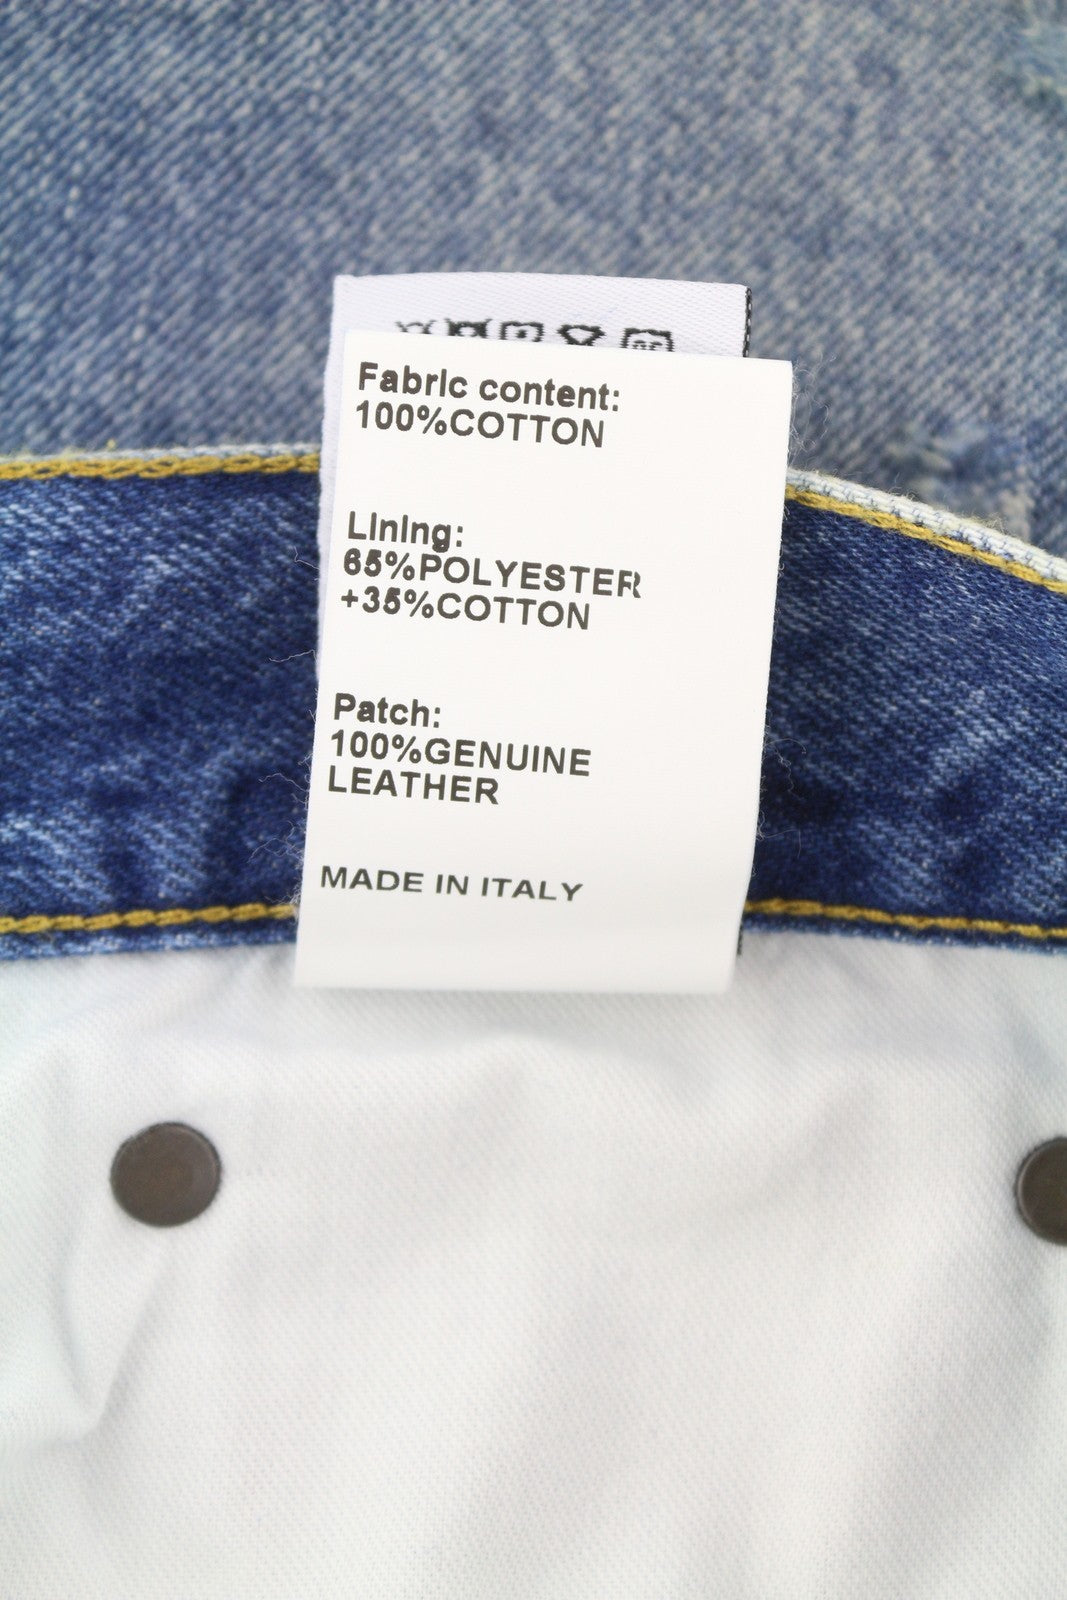 Fabric content:
100%COTTON
Lining:
65%POLYESTER
+35%COTTON
Patch:
100%GENUINE
LEATHER
MADE IN ITALY